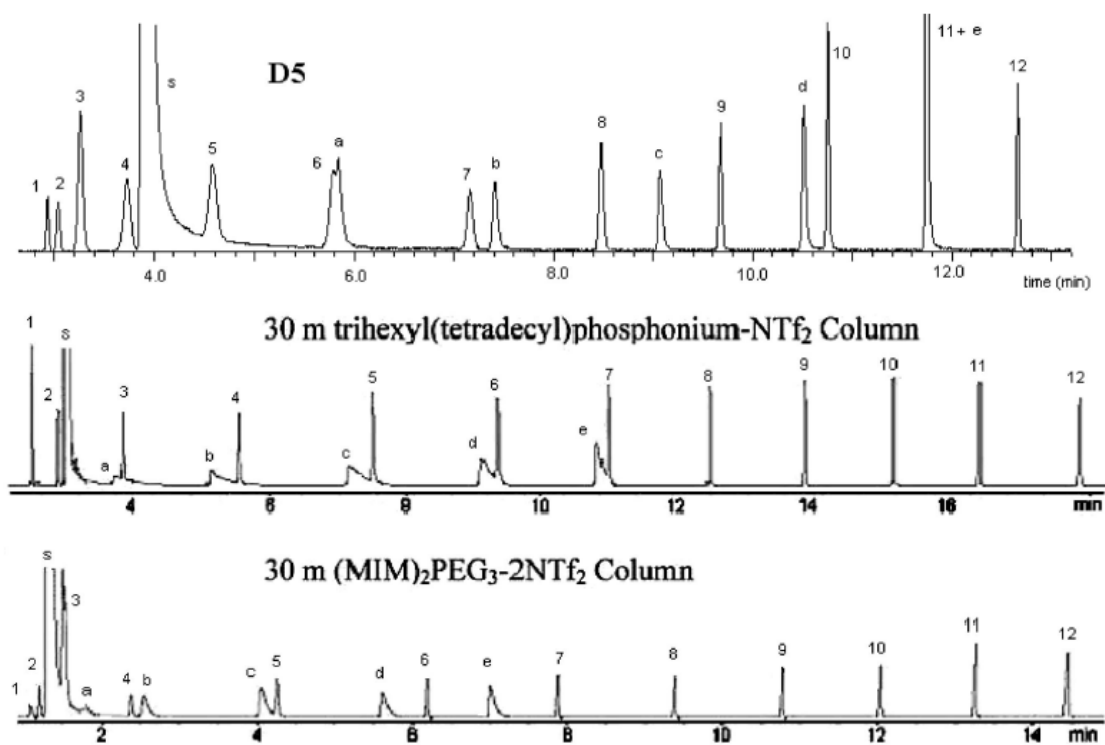 11 + e
s
10
D5
3
12
d
9
8
a
5
6
c
b
4
7
1 2
4.0 6.0 8.0 10.0 12.0
time (min)
30 m trihexyl(tetradecyl)phosphonium-NTf₂ Column
1 s
5 6 7 8 9 10 11 12
2 3 4
e
d
c
b
a
4 6 8 10 12 14 16 min
30 m (MIM)₂PEG₃-2NTf₂ Column
s
3
11 12
10
9
8
7
6
5
c
e
d
2
4 b
a
1
2 4 6 8 10 12 14 min